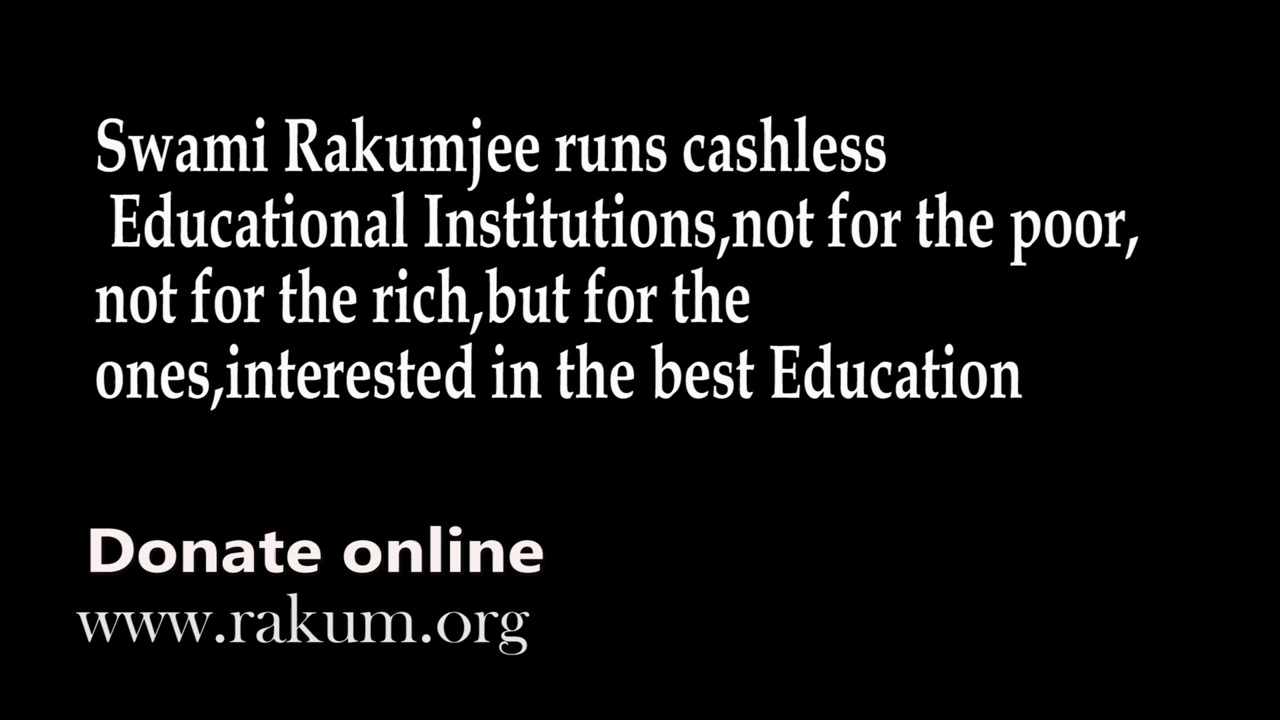 Swami Rakumjee runs cashless
Educational Institutions,not for the poor,
not for the rich,but for the
ones,interested in the best Education
Donate online
www.rakum.org